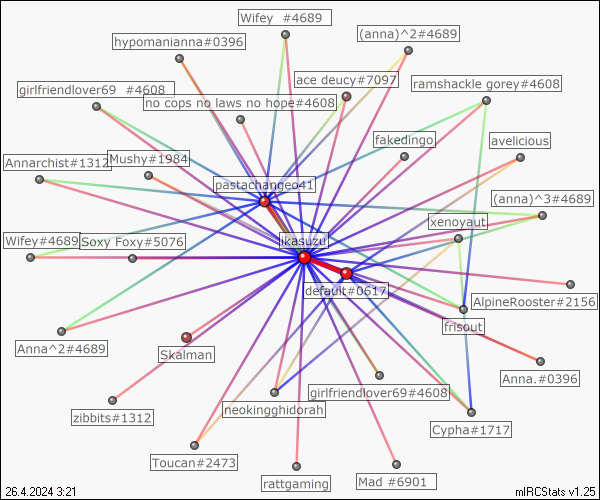 Wifey  #4689
(anna)^2#4689
hypomanianna#0396
ace deucy#7097
girlfriendlover69  #4608
ramshackle gorey#4608
no cops no laws no hope#4608
fakedingo
avelicious
Annarchist#1312
Mushy#1984
pastachangeo41
(anna)^3#4689
xenoyaut
Wifey#4689
Soxy Foxy#5076
jikasuzu
default#0617
AlpineRooster#2156
frisout
Anna^2#4689
Skalman
Anna.#0396
girlfriendlover69#4608
zibbits#1312
neokingghidorah
Cypha#1717
Toucan#2473
rattgaming
Mad #6901
26.4.2024 3:21
mIRCStats v1.25